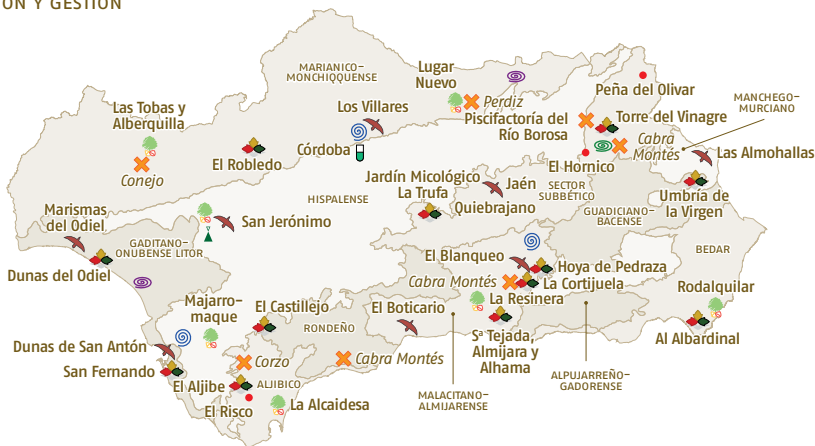 ÓN Y GESTIÓN
MARIANICO-
MONCHIQQUENSE
Lugar
Nuevo
Perdiz
Peña del Olivar
MANCHEGO-
MURCIANO
Las Tobas y
Alberquilla
Conejo
Los Villares
Piscifactoría del
Río Borosa
Torre del Vinagre
Cabra
Montés
Las Almohallas
El Robledo
Córdoba
El Hornico
Jardín Micológico
La Trufa
Jaén
Quiebrajano
SECTOR
SUBBÉTICO
Umbría de
la Virgen
HISPALENSE
GUADICIANO-
BACENSE
Marismas
del Odiel
San Jerónimo
GADITANO-
ONUBENSE LITOR
BEDAR
Dunas del Odiel
El Blanqueo
Hoya de Pedraza
Cabra Montés
La Cortijuela
Rodalquilar
Majarro-
maque
El Castillejo
El Boticario
La Resinera
RONDEÑO
Sª Tejada,
Almijara y
Alhama
Al Albardinal
Dunas de San Antón
San Fernando
Corzo
Cabra Montés
El Aljibe
ALJIBICO
El Risco
La Alcaidesa
MALACITANO-
ALMIJARENSE
ALPUJARREÑO-
GADORENSE